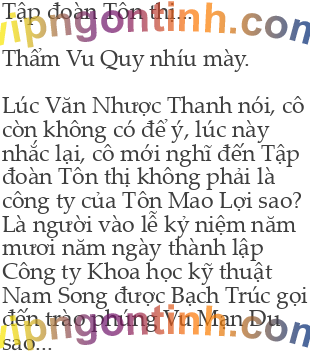 Tập đoàn Tôn thị...
vipngontinh.com
Thẩm Vu Quy nhíu mày.
Lúc Văn Nhược Thanh nói, cô
còn không có để ý, lúc này
nhắc lại, cô mới nghĩ đến Tập
đoàn Tôn thị không phải là
công ty của Tôn Mao Lợi sao?
Là người vào lễ kỷ niệm năm
mươi năm ngày thành lập
Công ty Khoa học kỹ thuật
Nam Song được Bạch Trúc gọi
đến trào phúng Vu Mạn Du
sao...
vipngontinh.com